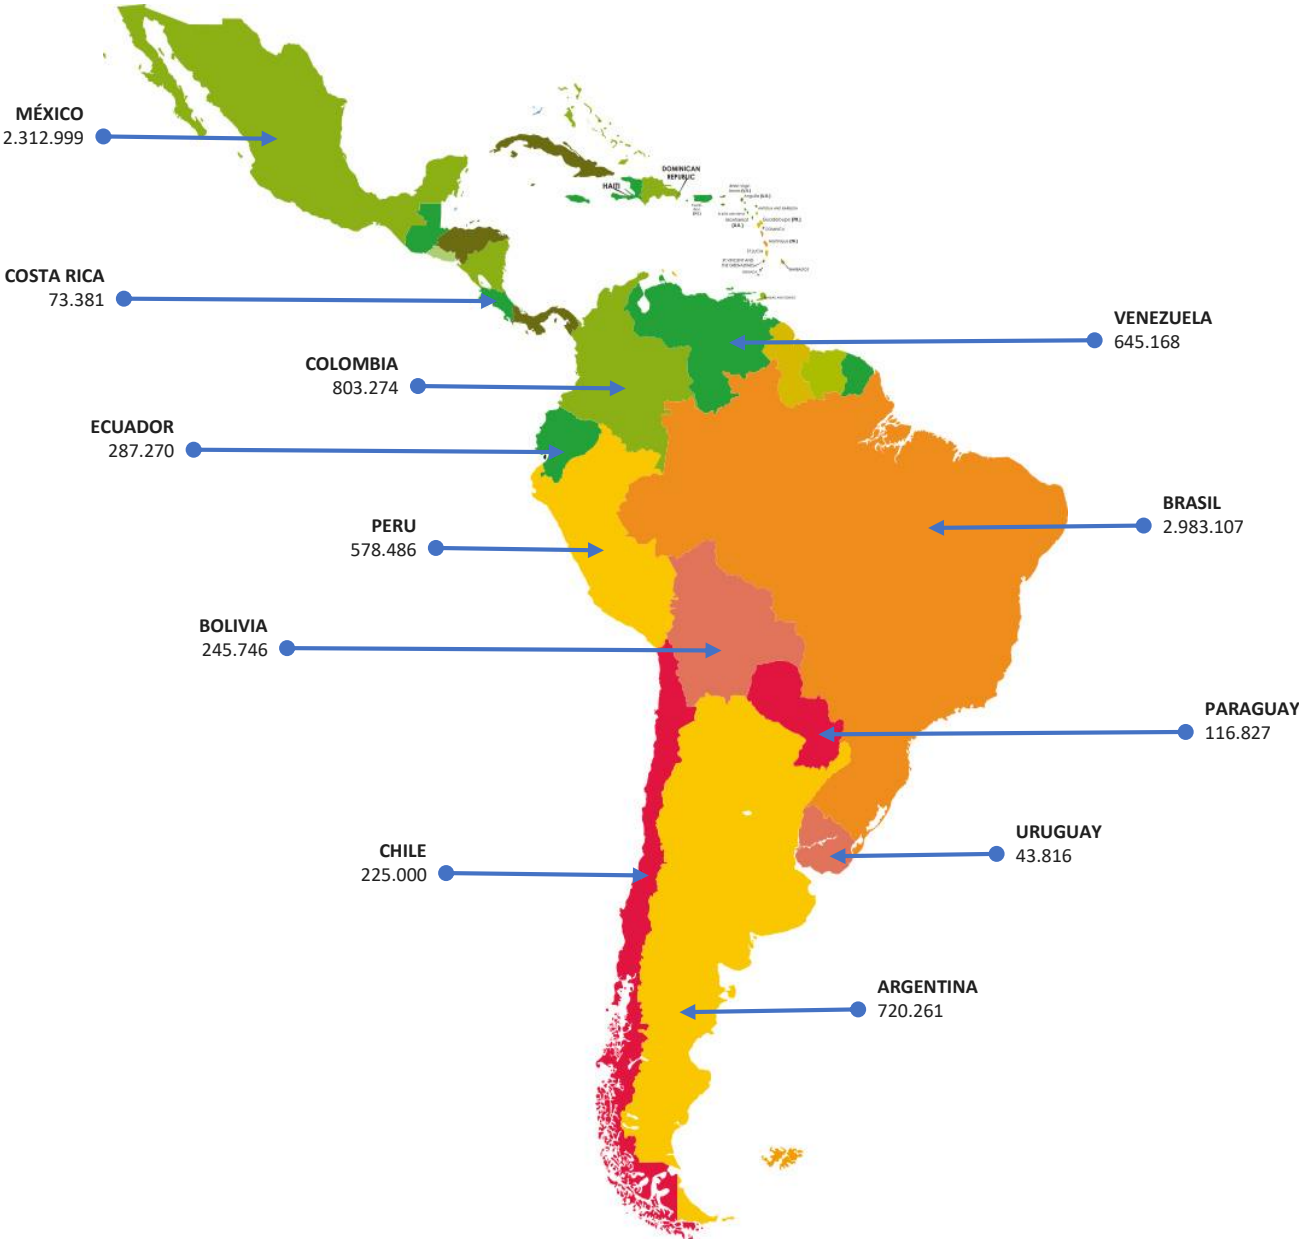 MÉXICO
2.312.999
DOMINICAN
REPUBLIC
HAITI
COSTA RICA
73.381
VENEZUELA
645.168
COLOMBIA
803.274
ECUADOR
287.270
BRASIL
2.983.107
PERU
578.486
BOLIVIA
245.746
PARAGUAY
116.827
URUGUAY
43.816
CHILE
225.000
ARGENTINA
720.261